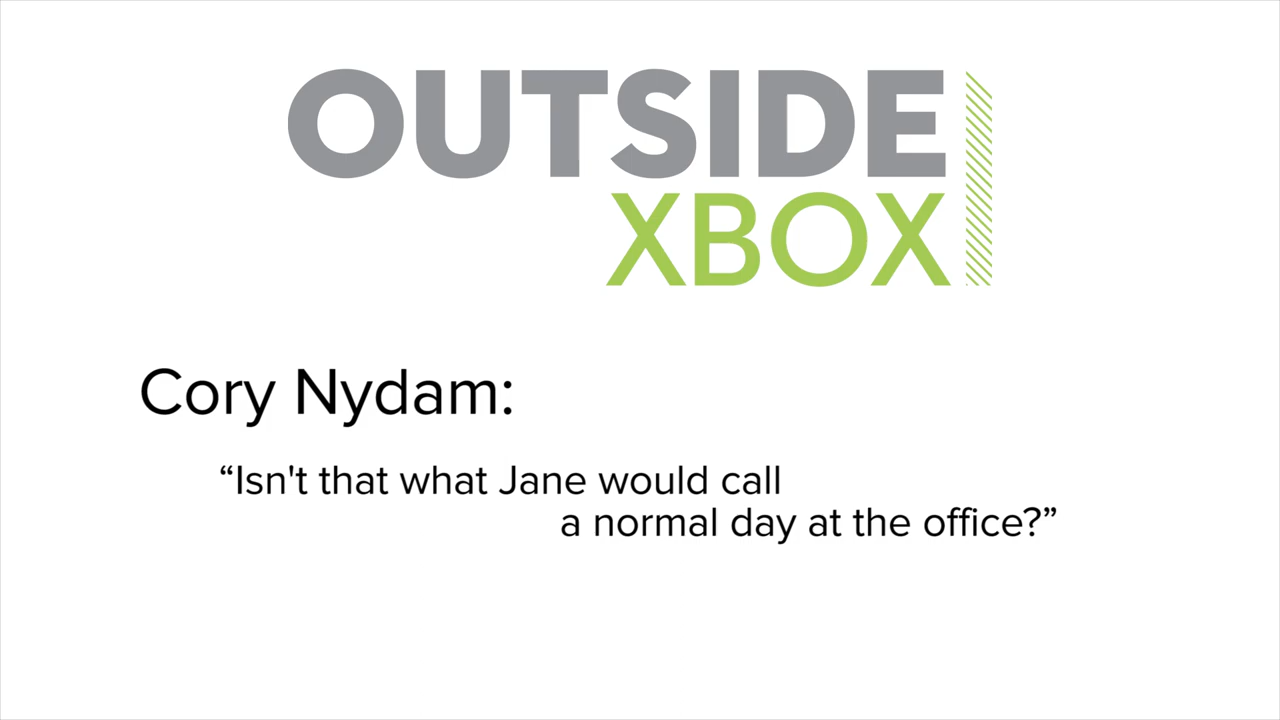 OUTSIDE
XBOX
Cory Nydam:
“Isn't that what Jane would call
a normal day at the office?”